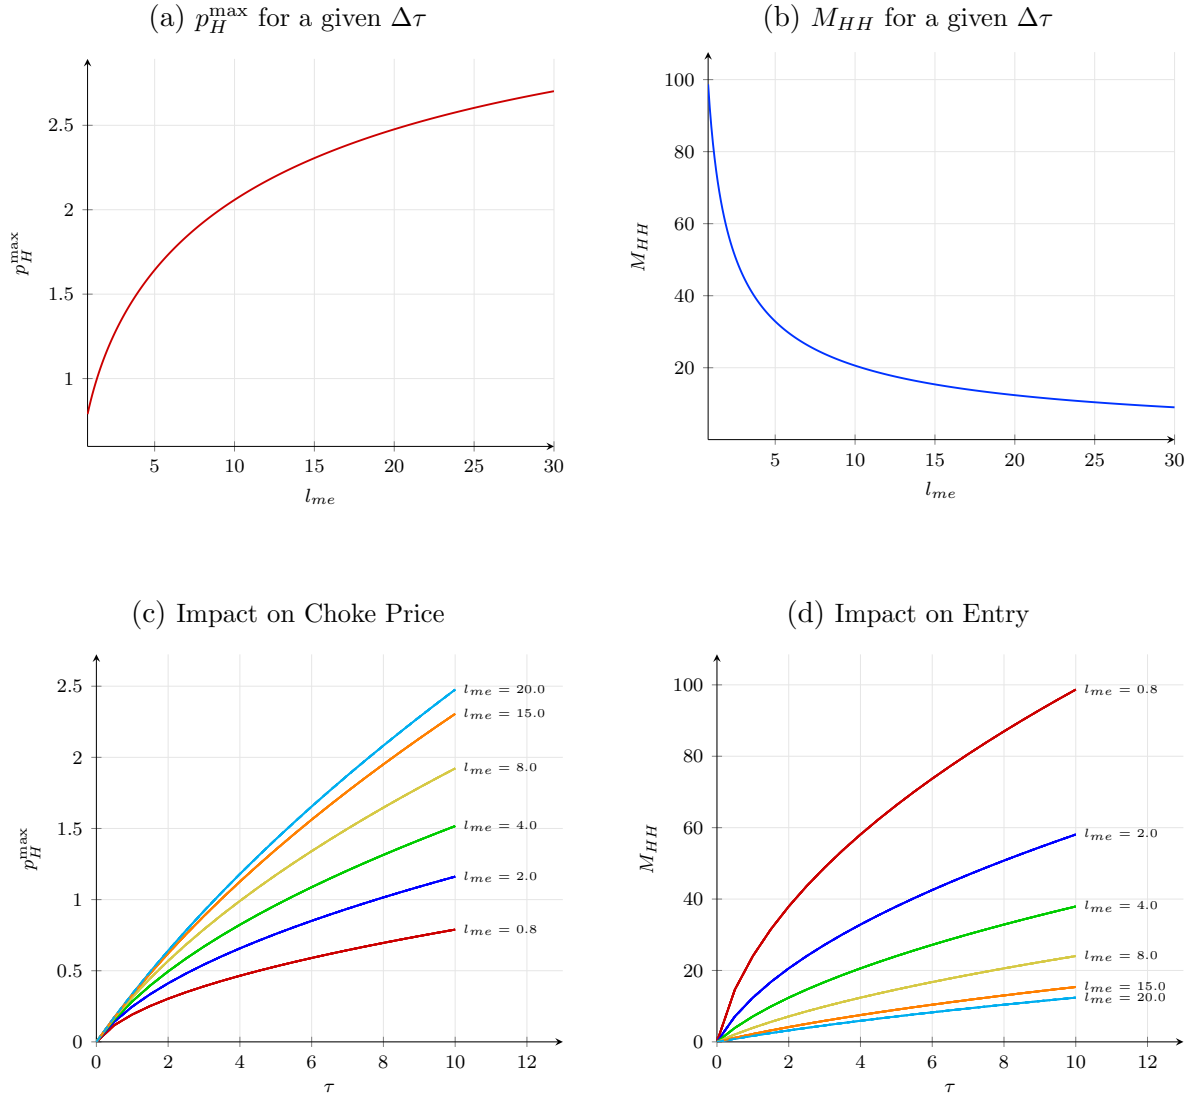 (a) p_H^max for a given Δτ
2.5
2
1.5
1
p_H^max
5 10 15 20 25 30
l_me
(b) M_HH for a given Δτ
100
80
60
40
20
M_HH
5 10 15 20 25 30
l_me
(c) Impact on Choke Price
2.5
2
1.5
1
0.5
0
p_H^max
l_me = 20.0
l_me = 15.0
l_me = 8.0
l_me = 4.0
l_me = 2.0
l_me = 0.8
0 2 4 6 8 10 12
τ
(d) Impact on Entry
100
80
60
40
20
0
M_HH
l_me = 0.8
l_me = 2.0
l_me = 4.0
l_me = 8.0
l_me = 15.0
l_me = 20.0
0 2 4 6 8 10 12
τ